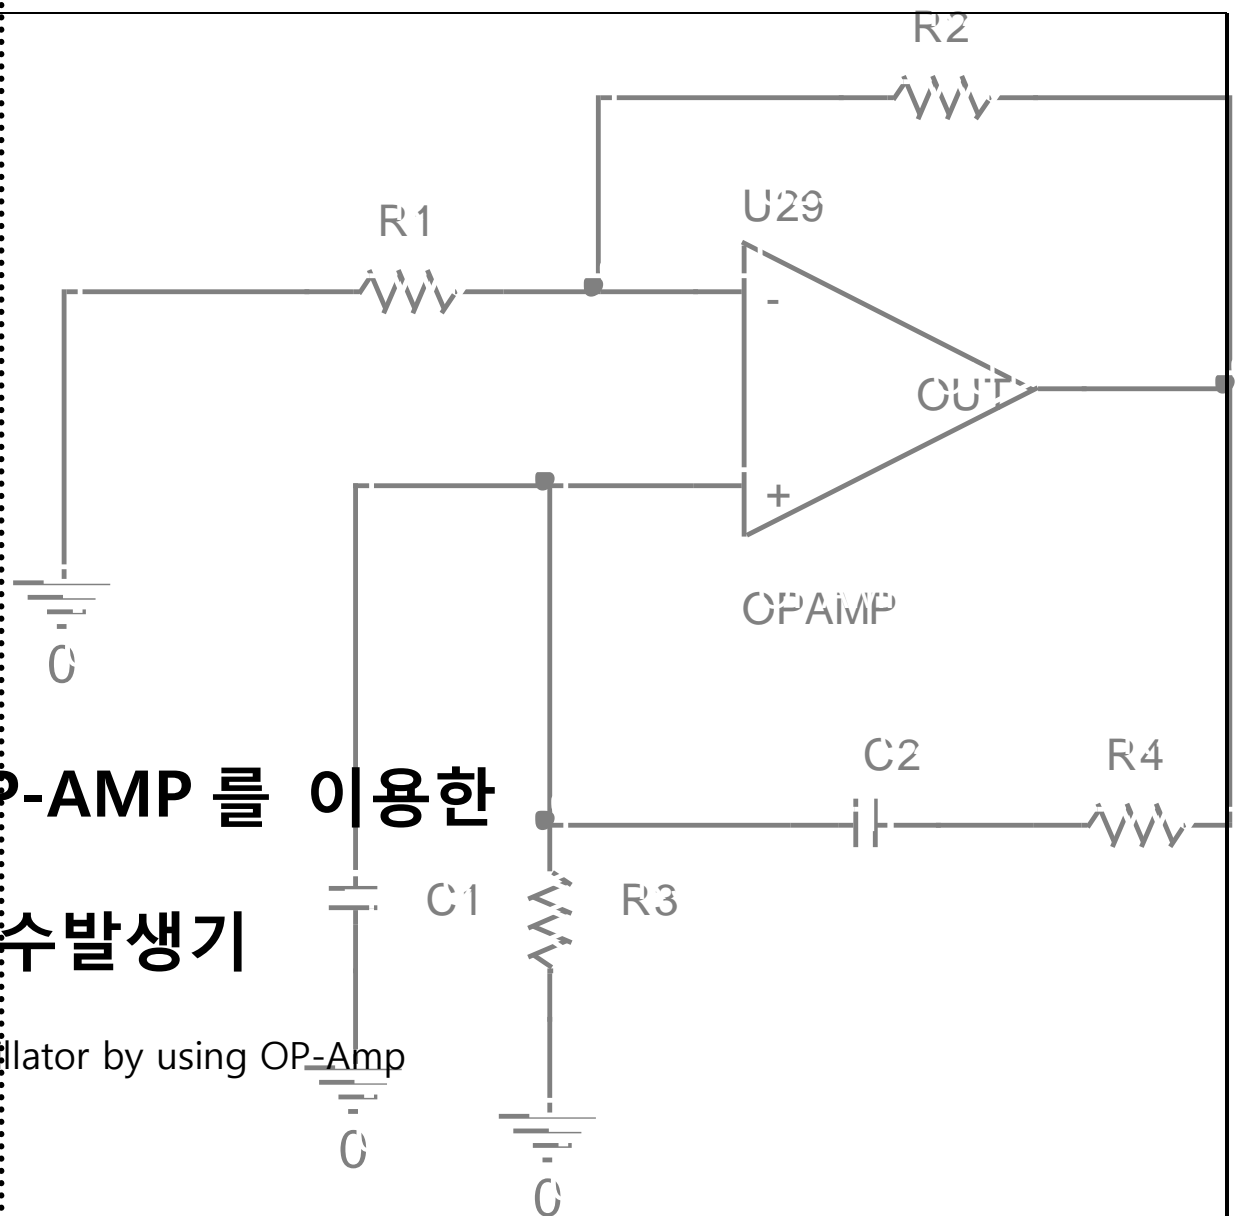 R2
U29
R1
-
OUT
+
OPAMP
0
C2
R4
P-AMP 를 이용한
C1
R3
수발생기
llator by using OP-Amp
0
0